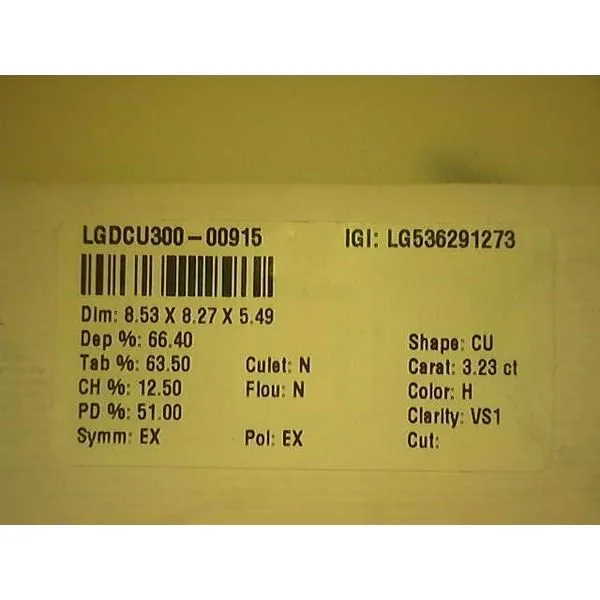 LGDCU300-00915 IGI: LG536291273
Dim: 8.53 X 8.27 X 5.49
Dep %: 66.40 Shape: CU
Tab %: 63.50 Culet: N Carat: 3.23 ct
CH %: 12.50 Flou: N Color: H
PD %: 51.00 Clarity: VS1
Symm: EX Pol: EX Cut: